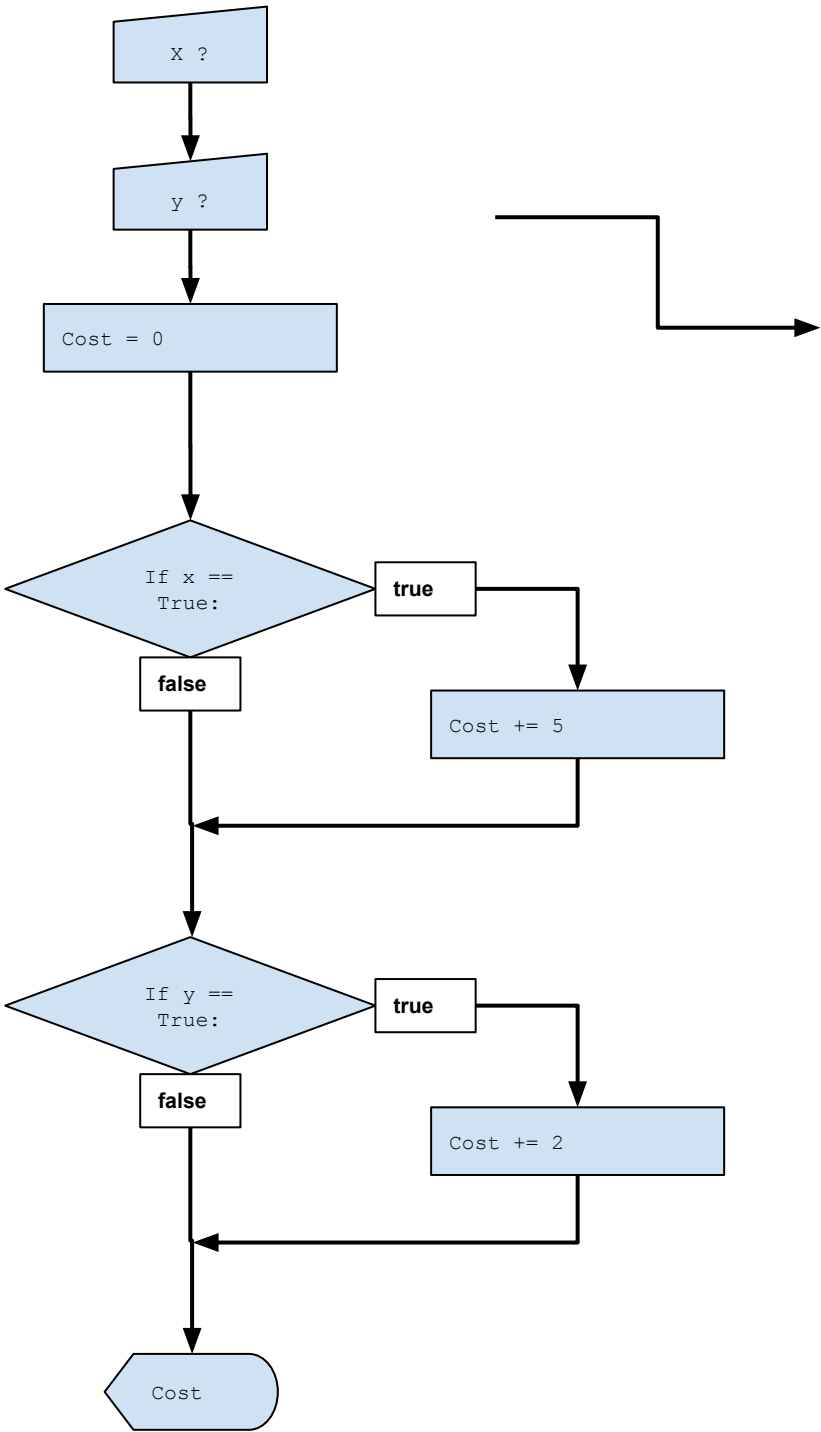 X ?
y ?
Cost = 0
If x ==
True:
true
false
Cost += 5
If y ==
True:
true
false
Cost += 2
Cost